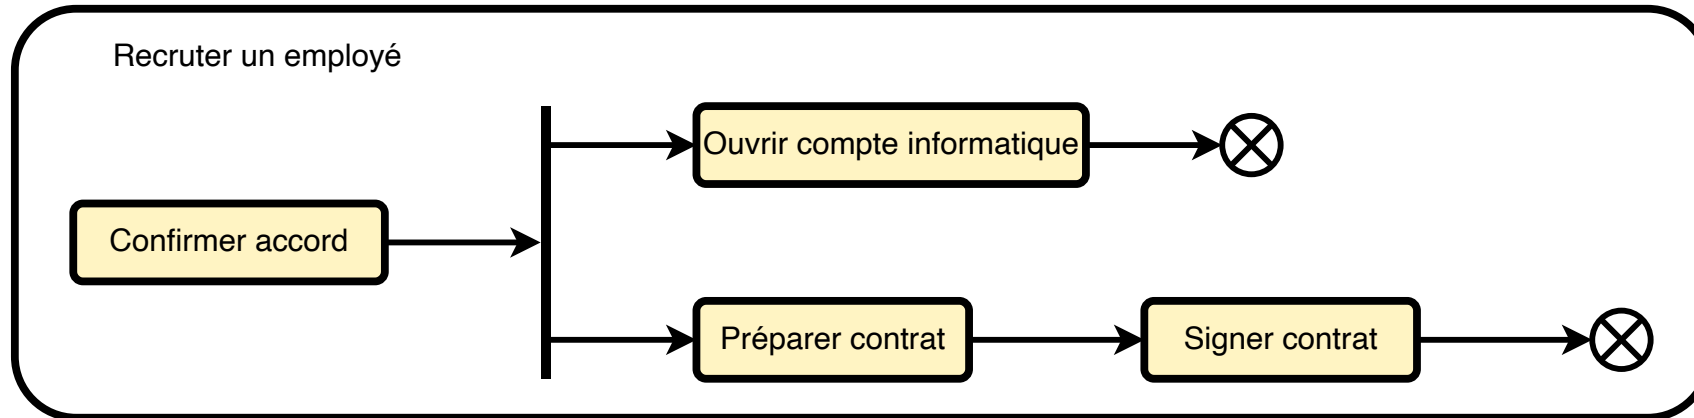 Recruter un employé
Ouvrir compte informatique
Confirmer accord
Préparer contrat
Signer contrat